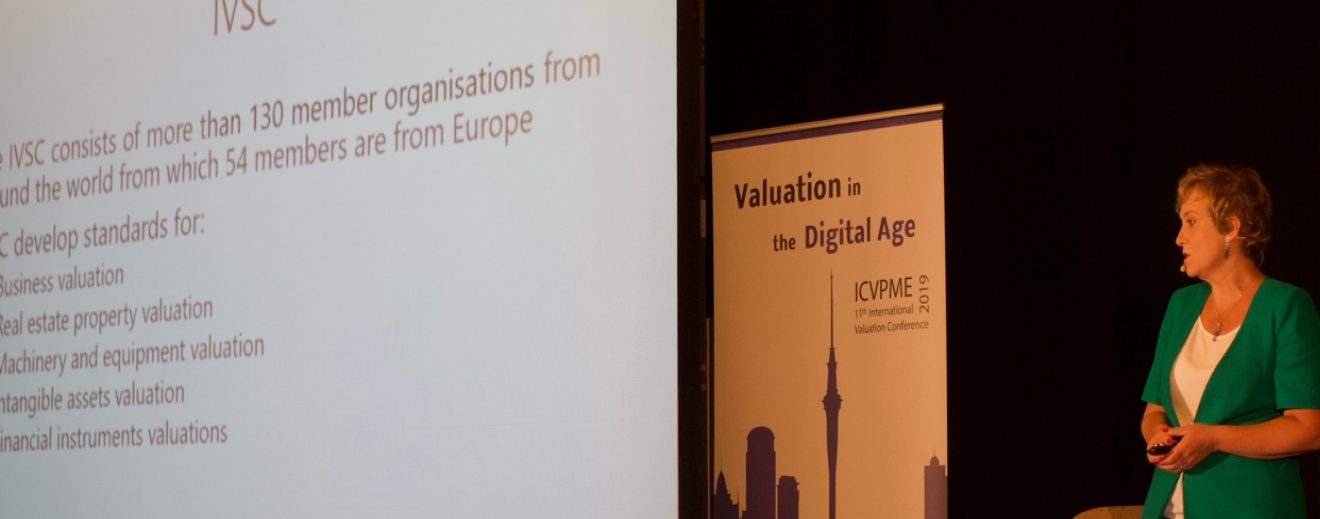 IVSC
IVSC consists of more than 130 member organisations from
und the world from which 54 members are from Europe
C develop standards for:
Business valuation
Real estate property valuation
Machinery and equipment valuation
ntangible assets valuation
inancial instruments valuations
Valuation in
the Digital Age
ICVPME
2019
11th International
Valuation Conference